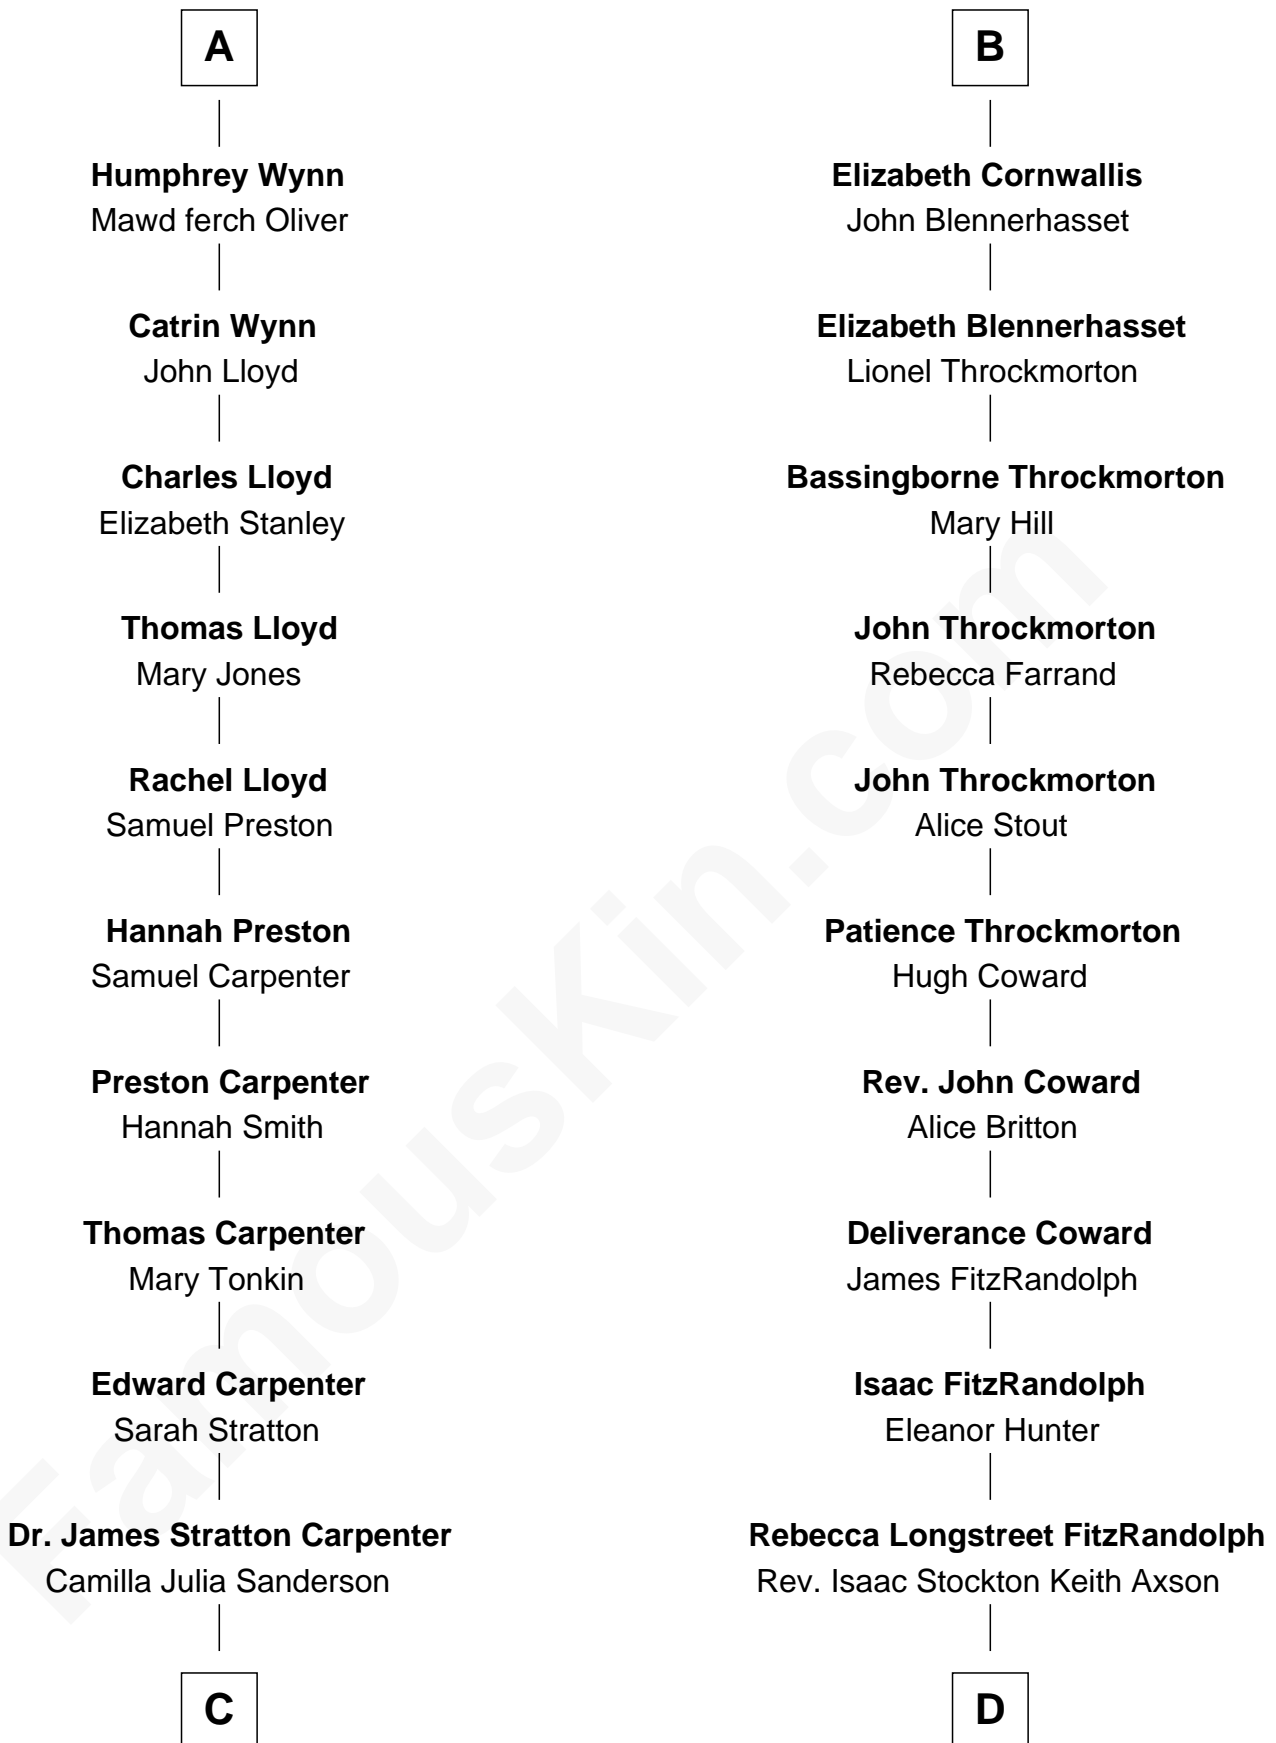 A
Humphrey Wynn
Mawd ferch Oliver
Catrin Wynn
John Lloyd
Charles Lloyd
Elizabeth Stanley
Thomas Lloyd
Mary Jones
Rachel Lloyd
Samuel Preston
Hannah Preston
Samuel Carpenter
Preston Carpenter
Hannah Smith
Thomas Carpenter
Mary Tonkin
Edward Carpenter
Sarah Stratton
Dr. James Stratton Carpenter
Camilla Julia Sanderson
C
B
Elizabeth Cornwallis
John Blennerhasset
Elizabeth Blennerhasset
Lionel Throckmorton
Bassingborne Throckmorton
Mary Hill
John Throckmorton
Rebecca Farrand
John Throckmorton
Alice Stout
Patience Throckmorton
Hugh Coward
Rev. John Coward
Alice Britton
Deliverance Coward
James FitzRandolph
Isaac FitzRandolph
Eleanor Hunter
Rebecca Longstreet FitzRandolph
Rev. Isaac Stockton Keith Axson
D
FamousKin.com